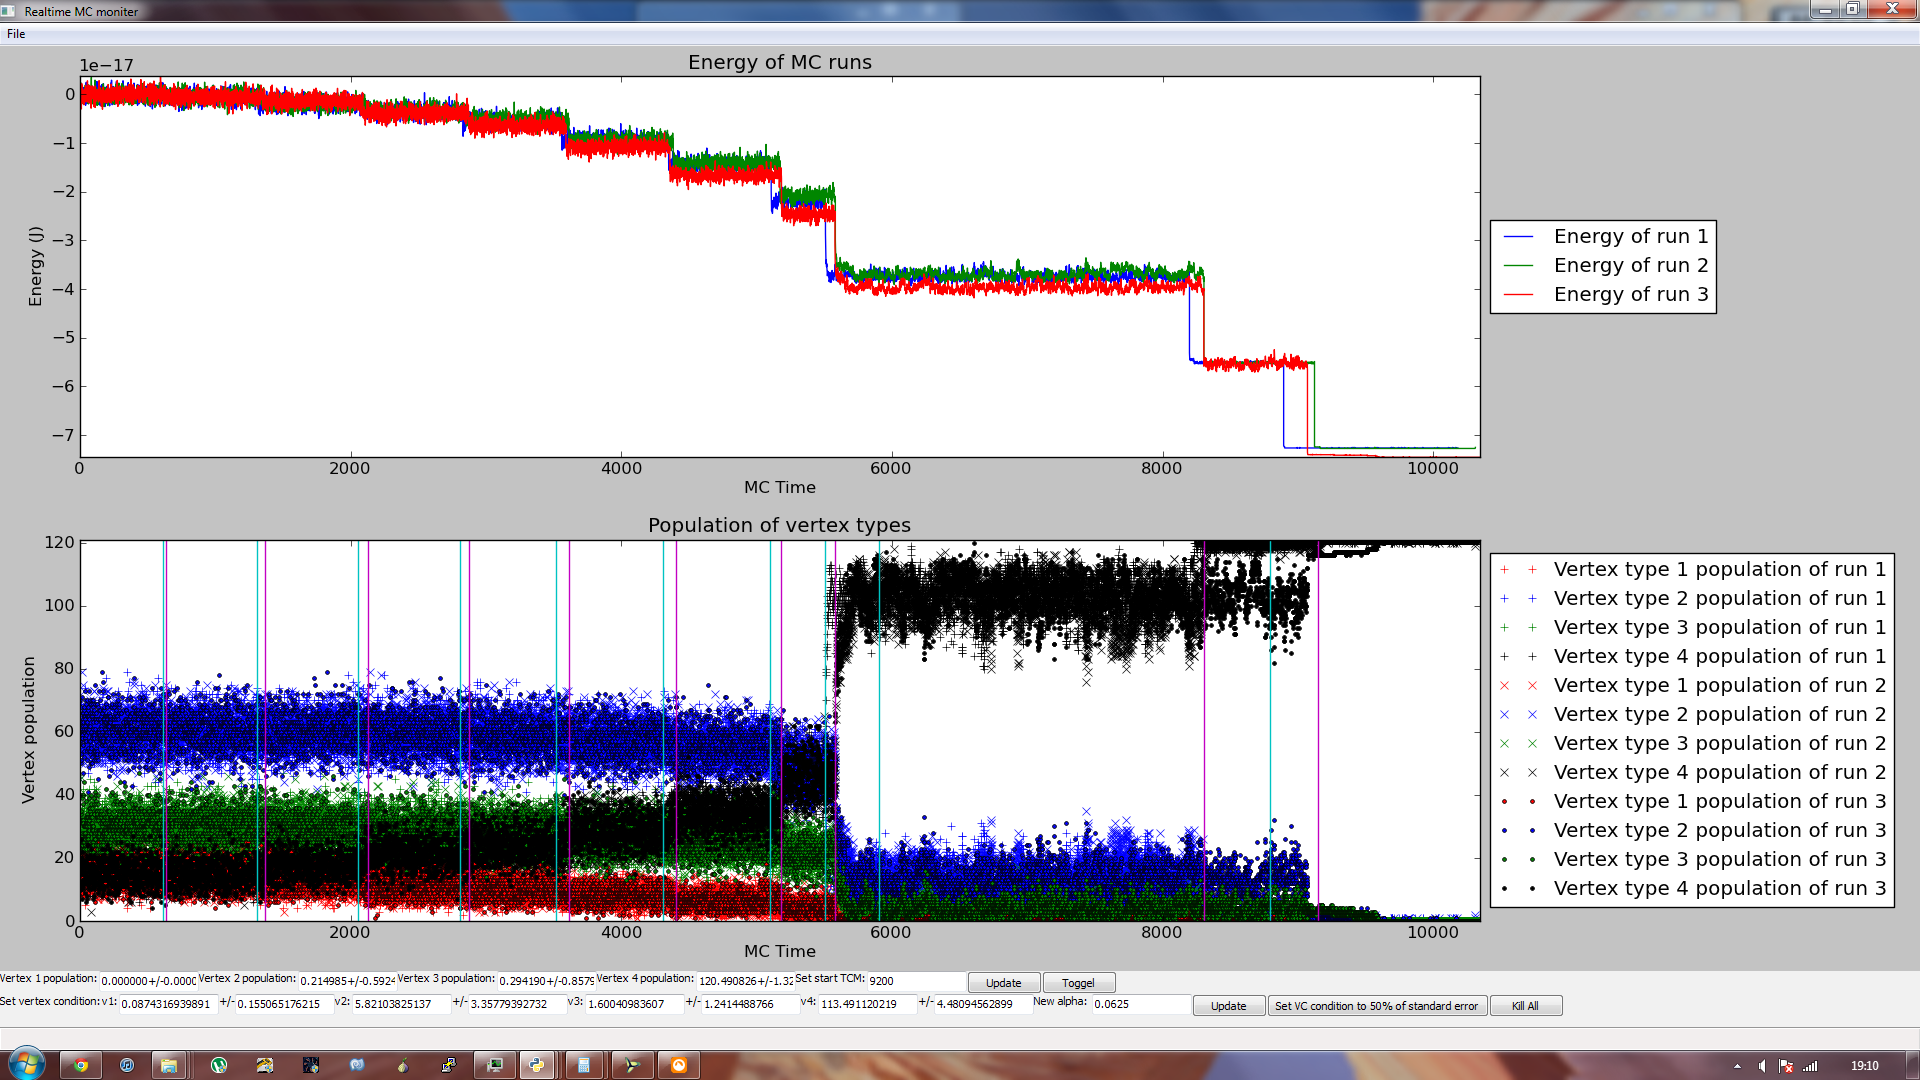 Realtime MC moniter
File
Energy of MC runs
1e−17
0
−1
−2
−3
−4
−5
−6
−7
Energy (J)
0 2000 4000 6000 8000 10000
MC Time
Energy of run 1
Energy of run 2
Energy of run 3
Population of vertex types
120
100
80
60
40
20
0
Vertex population
0 2000 4000 6000 8000 10000
MC Time
Vertex type 1 population of run 1
Vertex type 2 population of run 1
Vertex type 3 population of run 1
Vertex type 4 population of run 1
Vertex type 1 population of run 2
Vertex type 2 population of run 2
Vertex type 3 population of run 2
Vertex type 4 population of run 2
Vertex type 1 population of run 3
Vertex type 2 population of run 3
Vertex type 3 population of run 3
Vertex type 4 population of run 3
Vertex 1 population: 0.000000+/-0.0000 Vertex 2 population: 0.214985+/-0.5924 Vertex 3 population: 0.294190+/-0.8579 Vertex 4 population: 120.490826+/-1.32 Set start TCM: 9200 Update Toggel
Set vertex condition: v1: 0.0874316939891 +/- 0.155065176215 v2: 5.82103825137 +/- 3.35779392732 v3: 1.60040983607 +/- 1.2414488766 v4: 113.491120219 +/- 4.48094562899 New alpha: 0.0625 Update Set VC condition to 50% of standard error Kill All
19:10